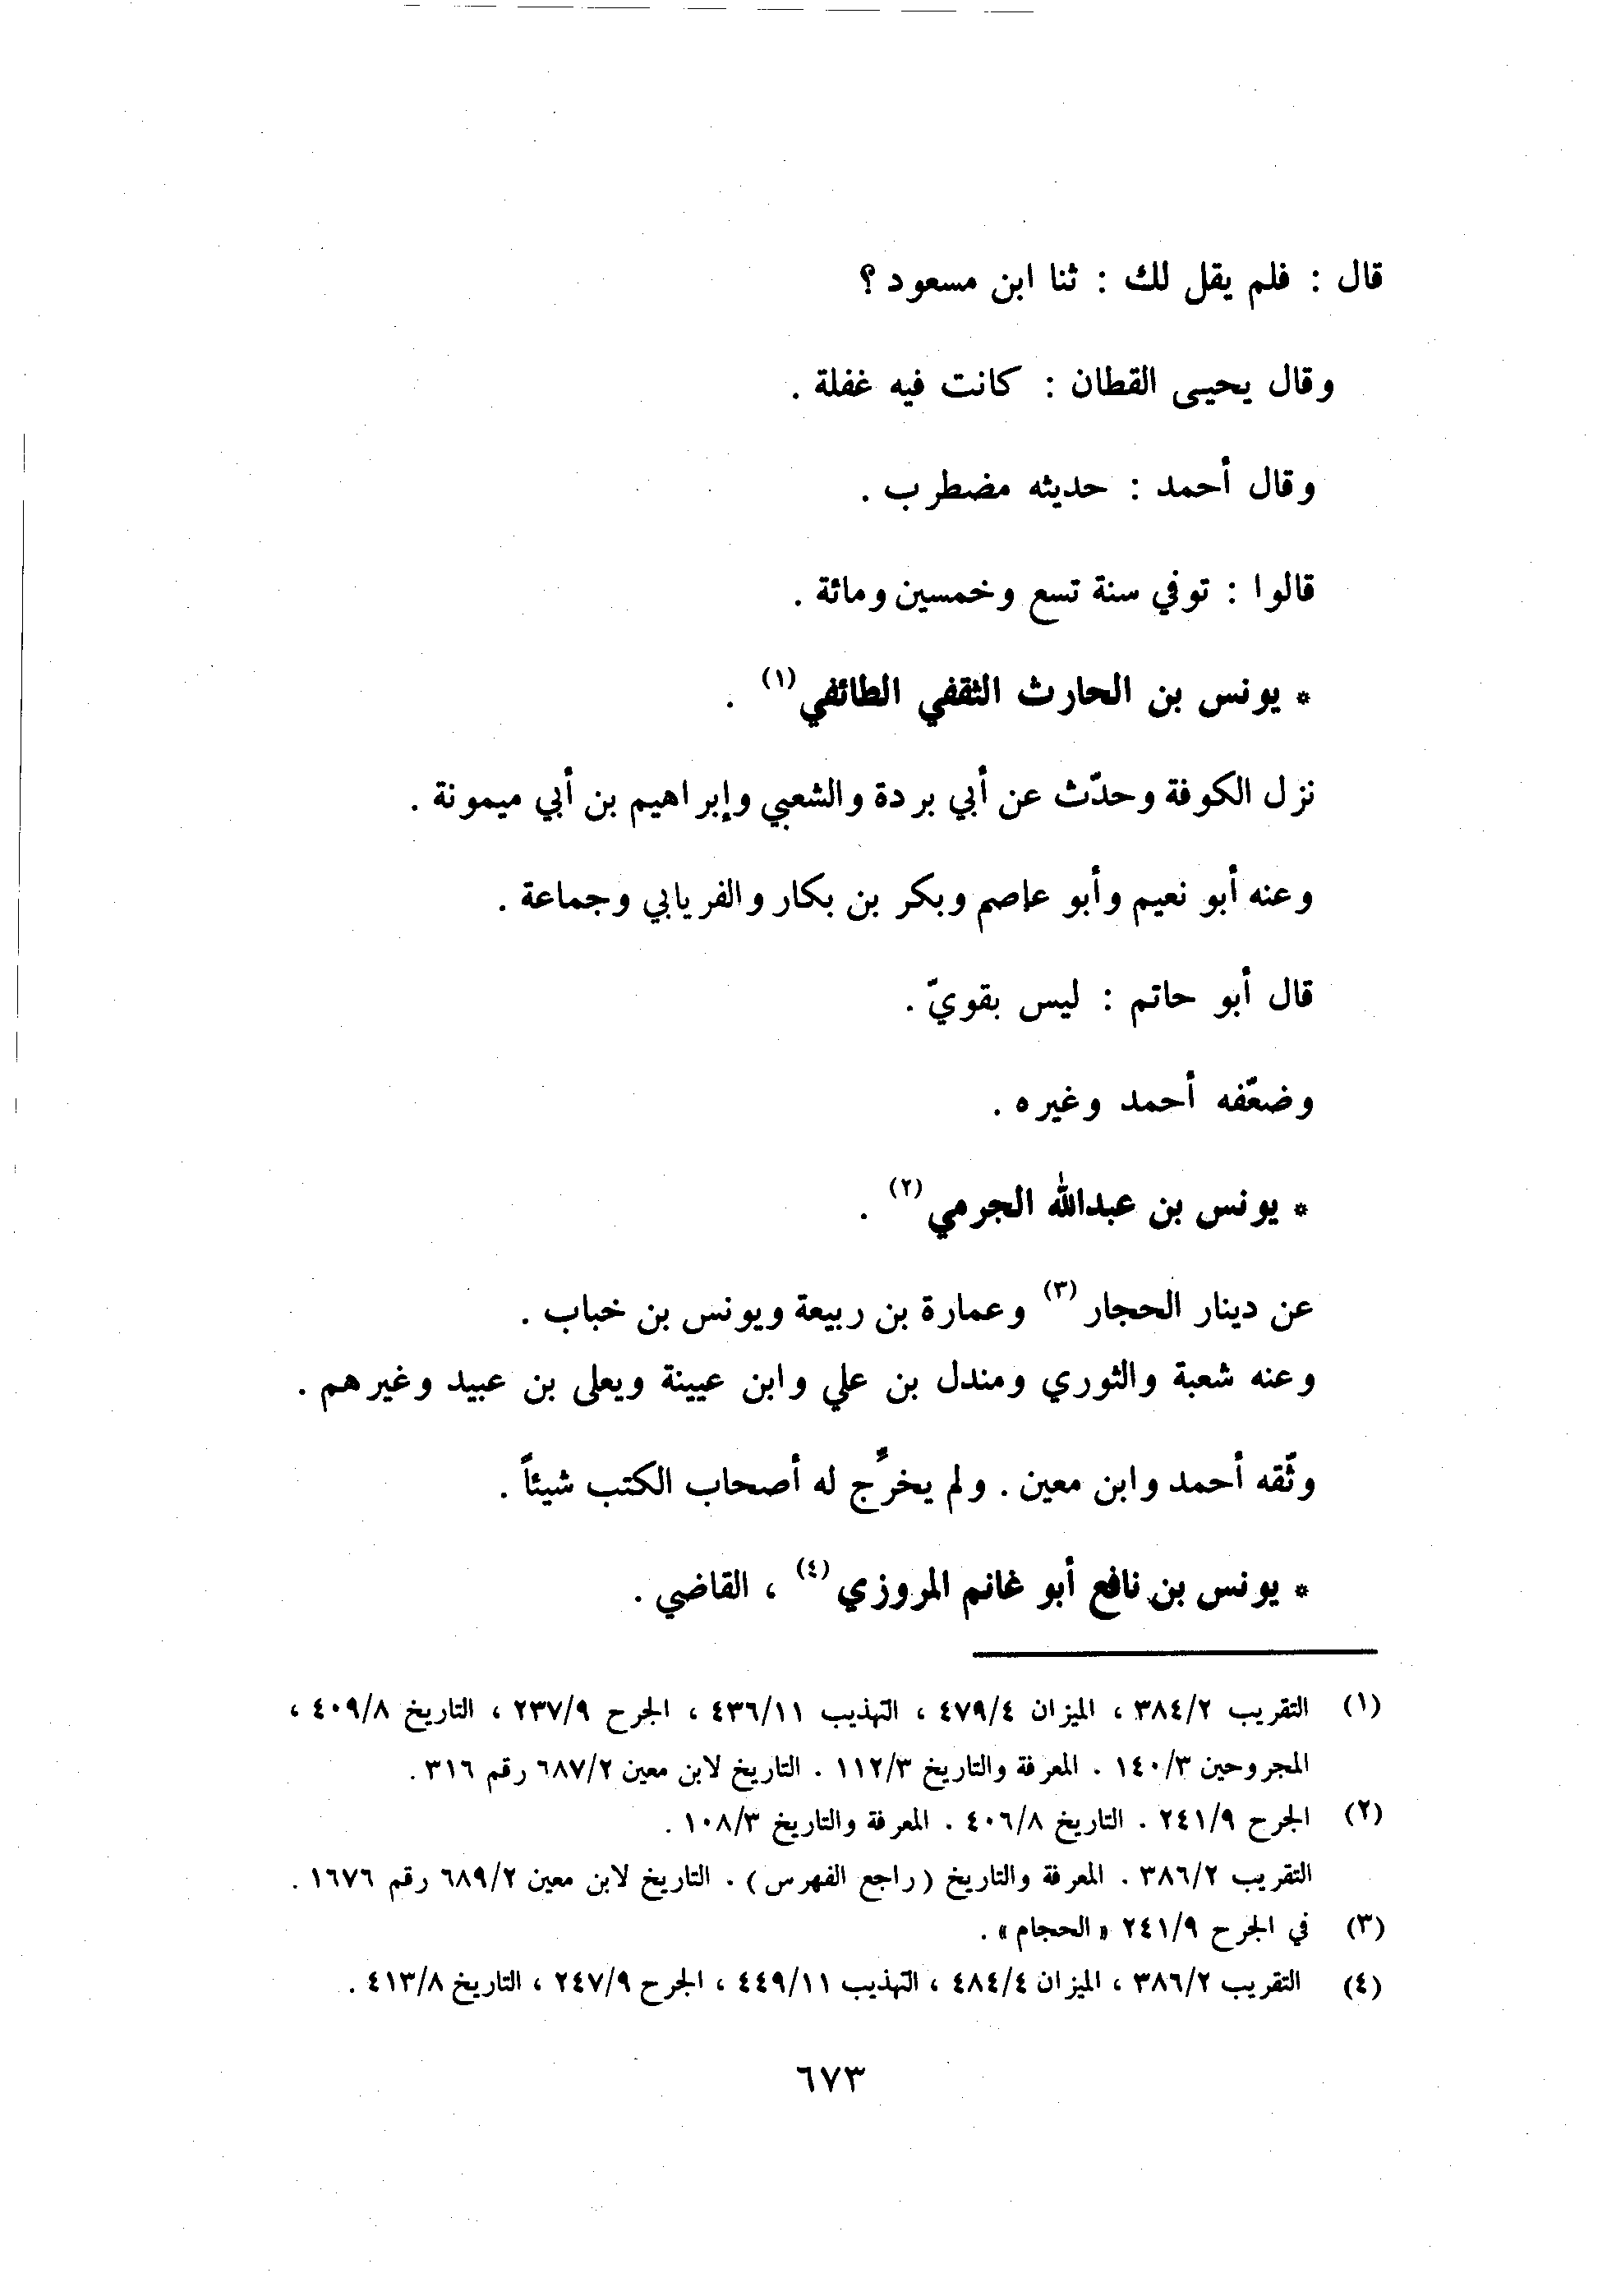 قال : فلم يقل لك : ثنا ابن مسعود ؟
وقال يحيى القطان : كانت فيه غفلة .
وقال أحمد : حديثه مضطرب .
قالوا : توفي سنة تسع وخمسين ومائة .
* يونس بن الحارث الثقفي الطائفي (١) .
نزل الكوفة وحدّث عن أبي بردة والشعبي وإبراهيم بن أبي ميمونة .
وعنه أبو نعيم وأبو عاصم وبكر بن بكار والفريابي وجماعة .
قال أبو حاتم : ليس بقويّ .
وضعّفه أحمد وغيره .
* يونس بن عبدالله الجرمي (٢) .
عن دينار الحجار (٣) وعمارة بن ربيعة ويونس بن خباب .
وعنه شعبة والثوري ومندل بن علي وابن عيينة ويعلى بن عبيد وغيرهم .
وثّقه أحمد وابن معين . ولم يخرّج له أصحاب الكتب شيئاً .
* يونس بن نافع أبو غانم المروزي (٤) ، القاضي .
(١) التقريب ٣٨٤/٢ ، الميزان ٤٧٩/٤ ، التهذيب ٤٣٦/١١ ، الجرح ٢٣٧/٩ ، التاريخ ٤٠٩/٨ ،
المجروحين ١٤٠/٣ . المعرفة والتاريخ ١١٢/٣ . التاريخ لابن معين ٦٨٧/٢ رقم ٣١٦ .
(٢) الجرح ٢٤١/٩ . التاريخ ٤٠٦/٨ . المعرفة والتاريخ ١٠٨/٣ .
التقريب ٣٨٦/٢ . المعرفة والتاريخ (راجع الفهرس) . التاريخ لابن معين ٦٨٩/٢ رقم ١٦٧٦ .
(٣) في الجرح ٢٤١/٩ «الحجام» .
(٤) التقريب ٣٨٦/٢ ، الميزان ٤٨٤/٤ ، التهذيب ٤٤٩/١١ ، الجرح ٢٤٧/٩ ، التاريخ ٤١٣/٨ .
٦٧٣